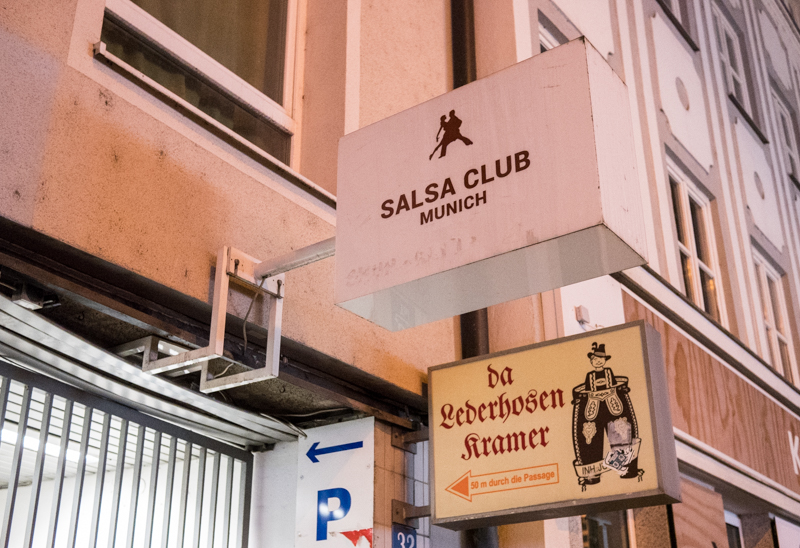 SALSA CLUB
MUNICH
da
Lederhosen
Kramer
50 m durch die Passage
P
32
K